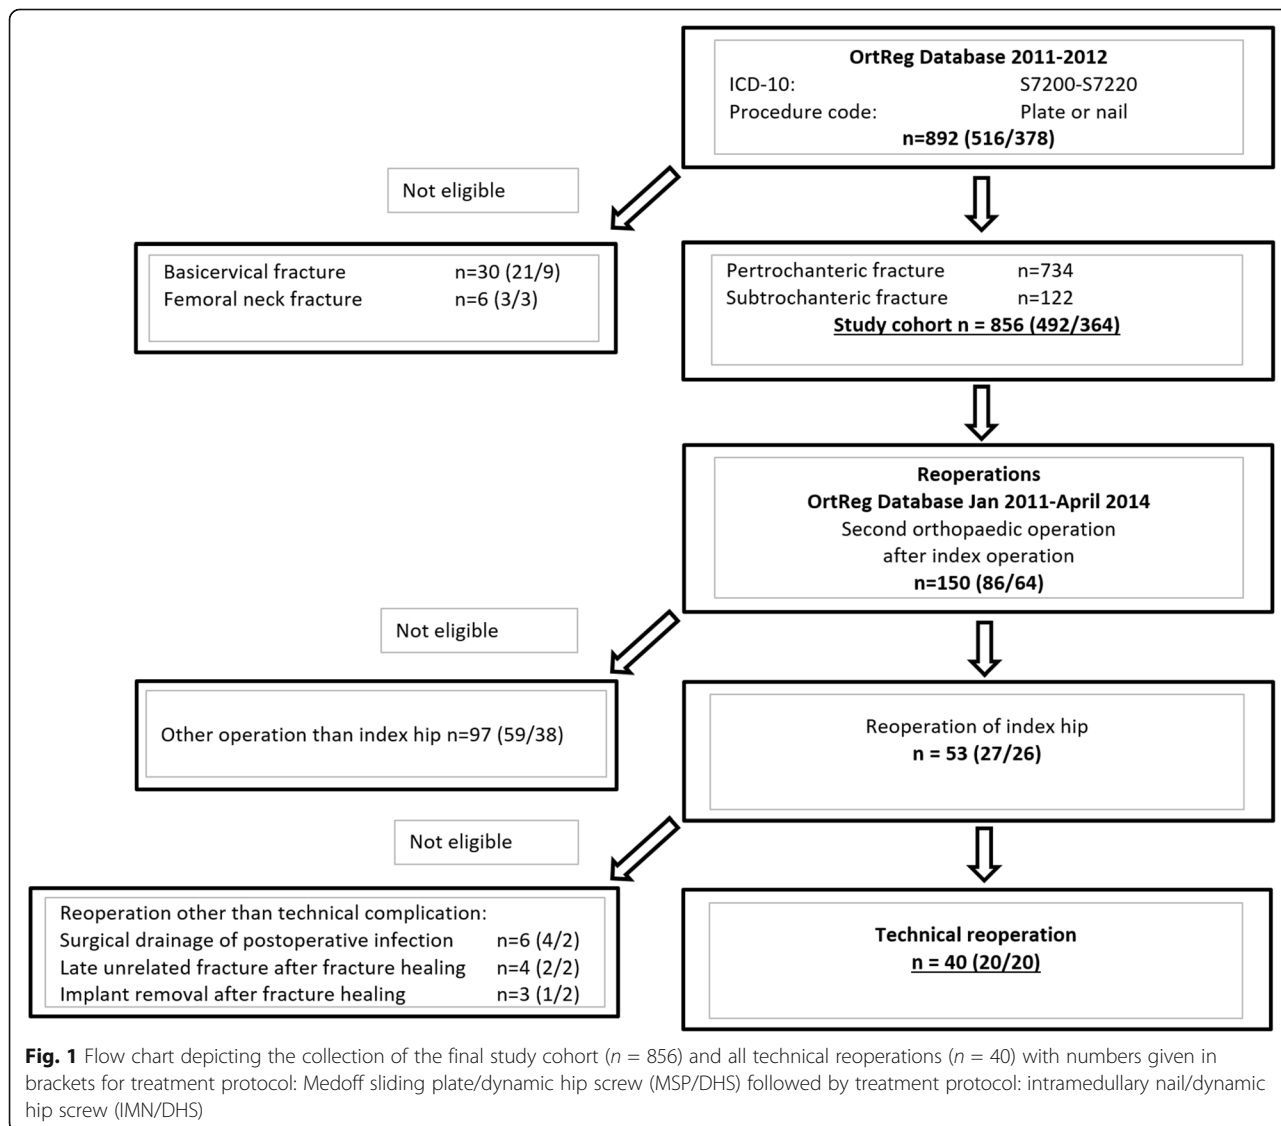 OrtReg Database 2011-2012
ICD-10: S7200-S7220
Procedure code: Plate or nail
n=892 (516/378)
Not eligible
Basicervical fracture n=30 (21/9)
Femoral neck fracture n=6 (3/3)
Pertrochanteric fracture n=734
Subtrochanteric fracture n=122
Study cohort n = 856 (492/364)
Reoperations
OrtReg Database Jan 2011-April 2014
Second orthopaedic operation
after index operation
n=150 (86/64)
Not eligible
Other operation than index hip n=97 (59/38)
Reoperation of index hip
n = 53 (27/26)
Not eligible
Reoperation other than technical complication:
Surgical drainage of postoperative infection n=6 (4/2)
Late unrelated fracture after fracture healing n=4 (2/2)
Implant removal after fracture healing n=3 (1/2)
Technical reoperation
n = 40 (20/20)
Fig. 1 Flow chart depicting the collection of the final study cohort (n = 856) and all technical reoperations (n = 40) with numbers given in
brackets for treatment protocol: Medoff sliding plate/dynamic hip screw (MSP/DHS) followed by treatment protocol: intramedullary nail/dynamic
hip screw (IMN/DHS)